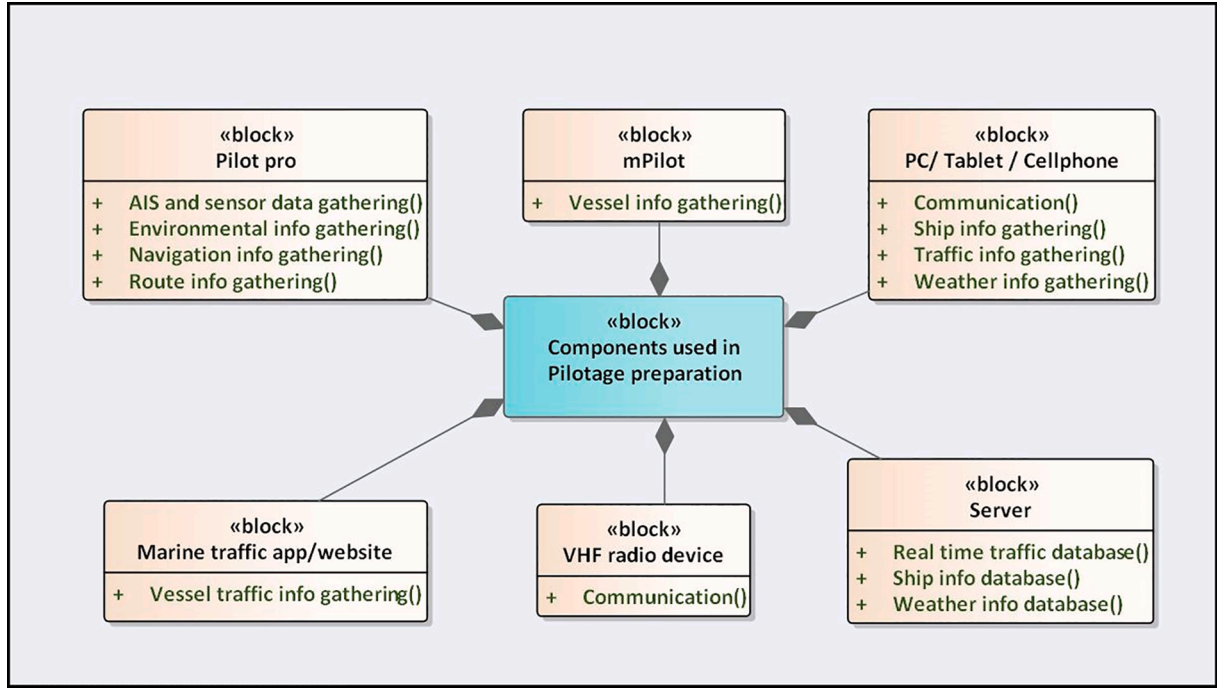 «block»
Pilot pro
+ AIS and sensor data gathering()
+ Environmental info gathering()
+ Navigation info gathering()
+ Route info gathering()
«block»
mPilot
+ Vessel info gathering()
«block»
PC/ Tablet / Cellphone
+ Communication()
+ Ship info gathering()
+ Traffic info gathering()
+ Weather info gathering()
«block»
Components used in
Pilotage preparation
«block»
Marine traffic app/website
+ Vessel traffic info gathering()
«block»
VHF radio device
+ Communication()
«block»
Server
+ Real time traffic database()
+ Ship info database()
+ Weather info database()